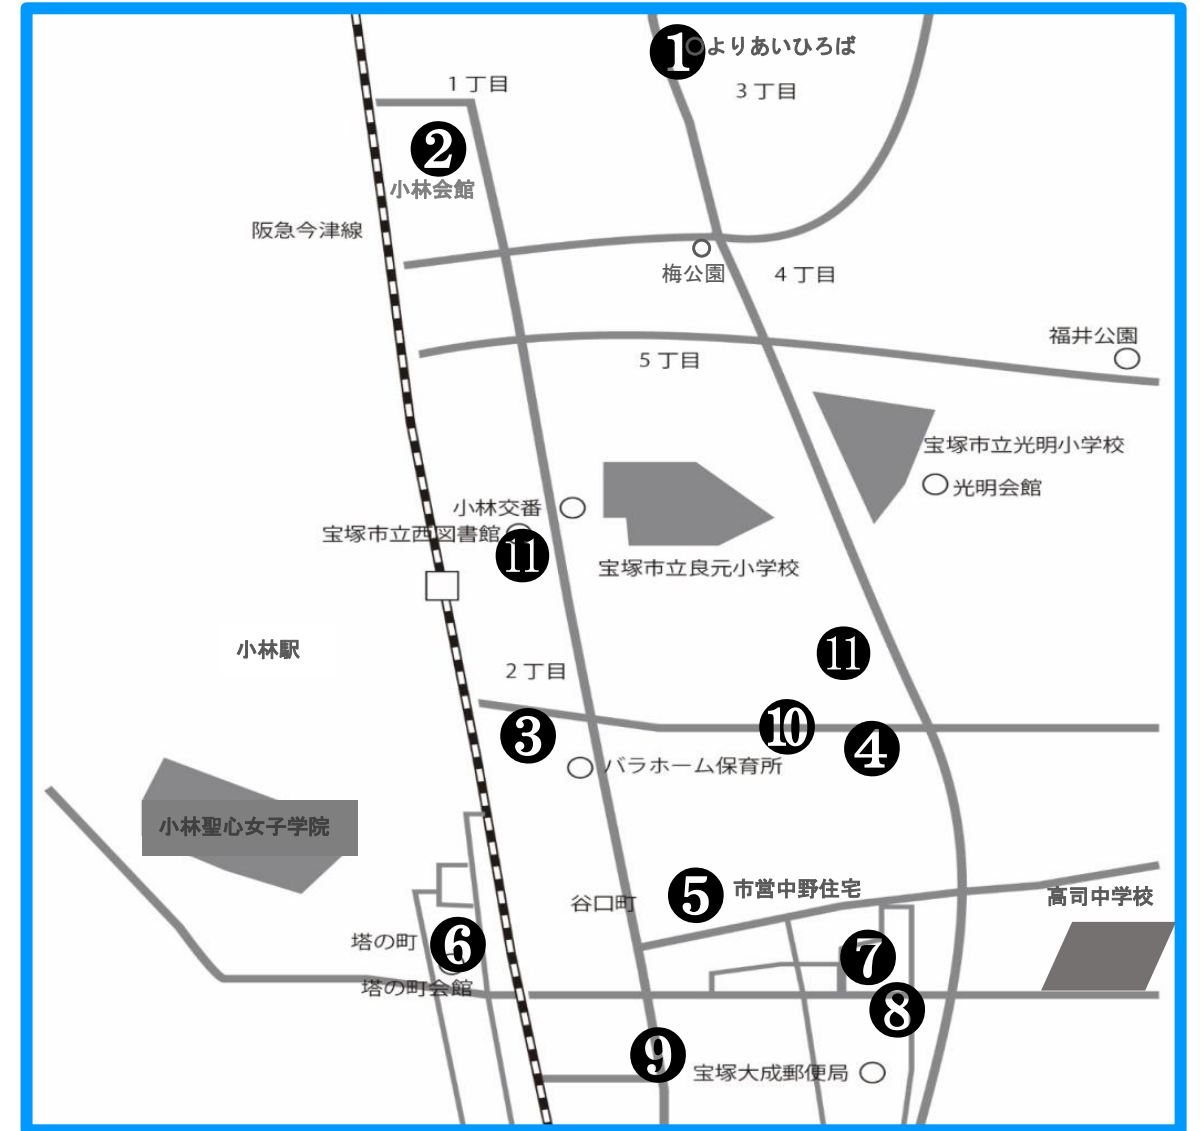 ❶
よりあいひろば
1丁目
3丁目
❷
小林会館
阪急今津線
梅公園
4丁目
福井公園
5丁目
宝塚市立光明小学校
光明会館
小林交番
宝塚市立西図書館
⓫
宝塚市立良元小学校
小林駅
⓫
2丁目
❸
❿
❹
バラホーム保育所
小林聖心女子学院
❺
市営中野住宅
高司中学校
谷口町
塔の町
❻
❼
塔の町会館
❽
❾
宝塚大成郵便局